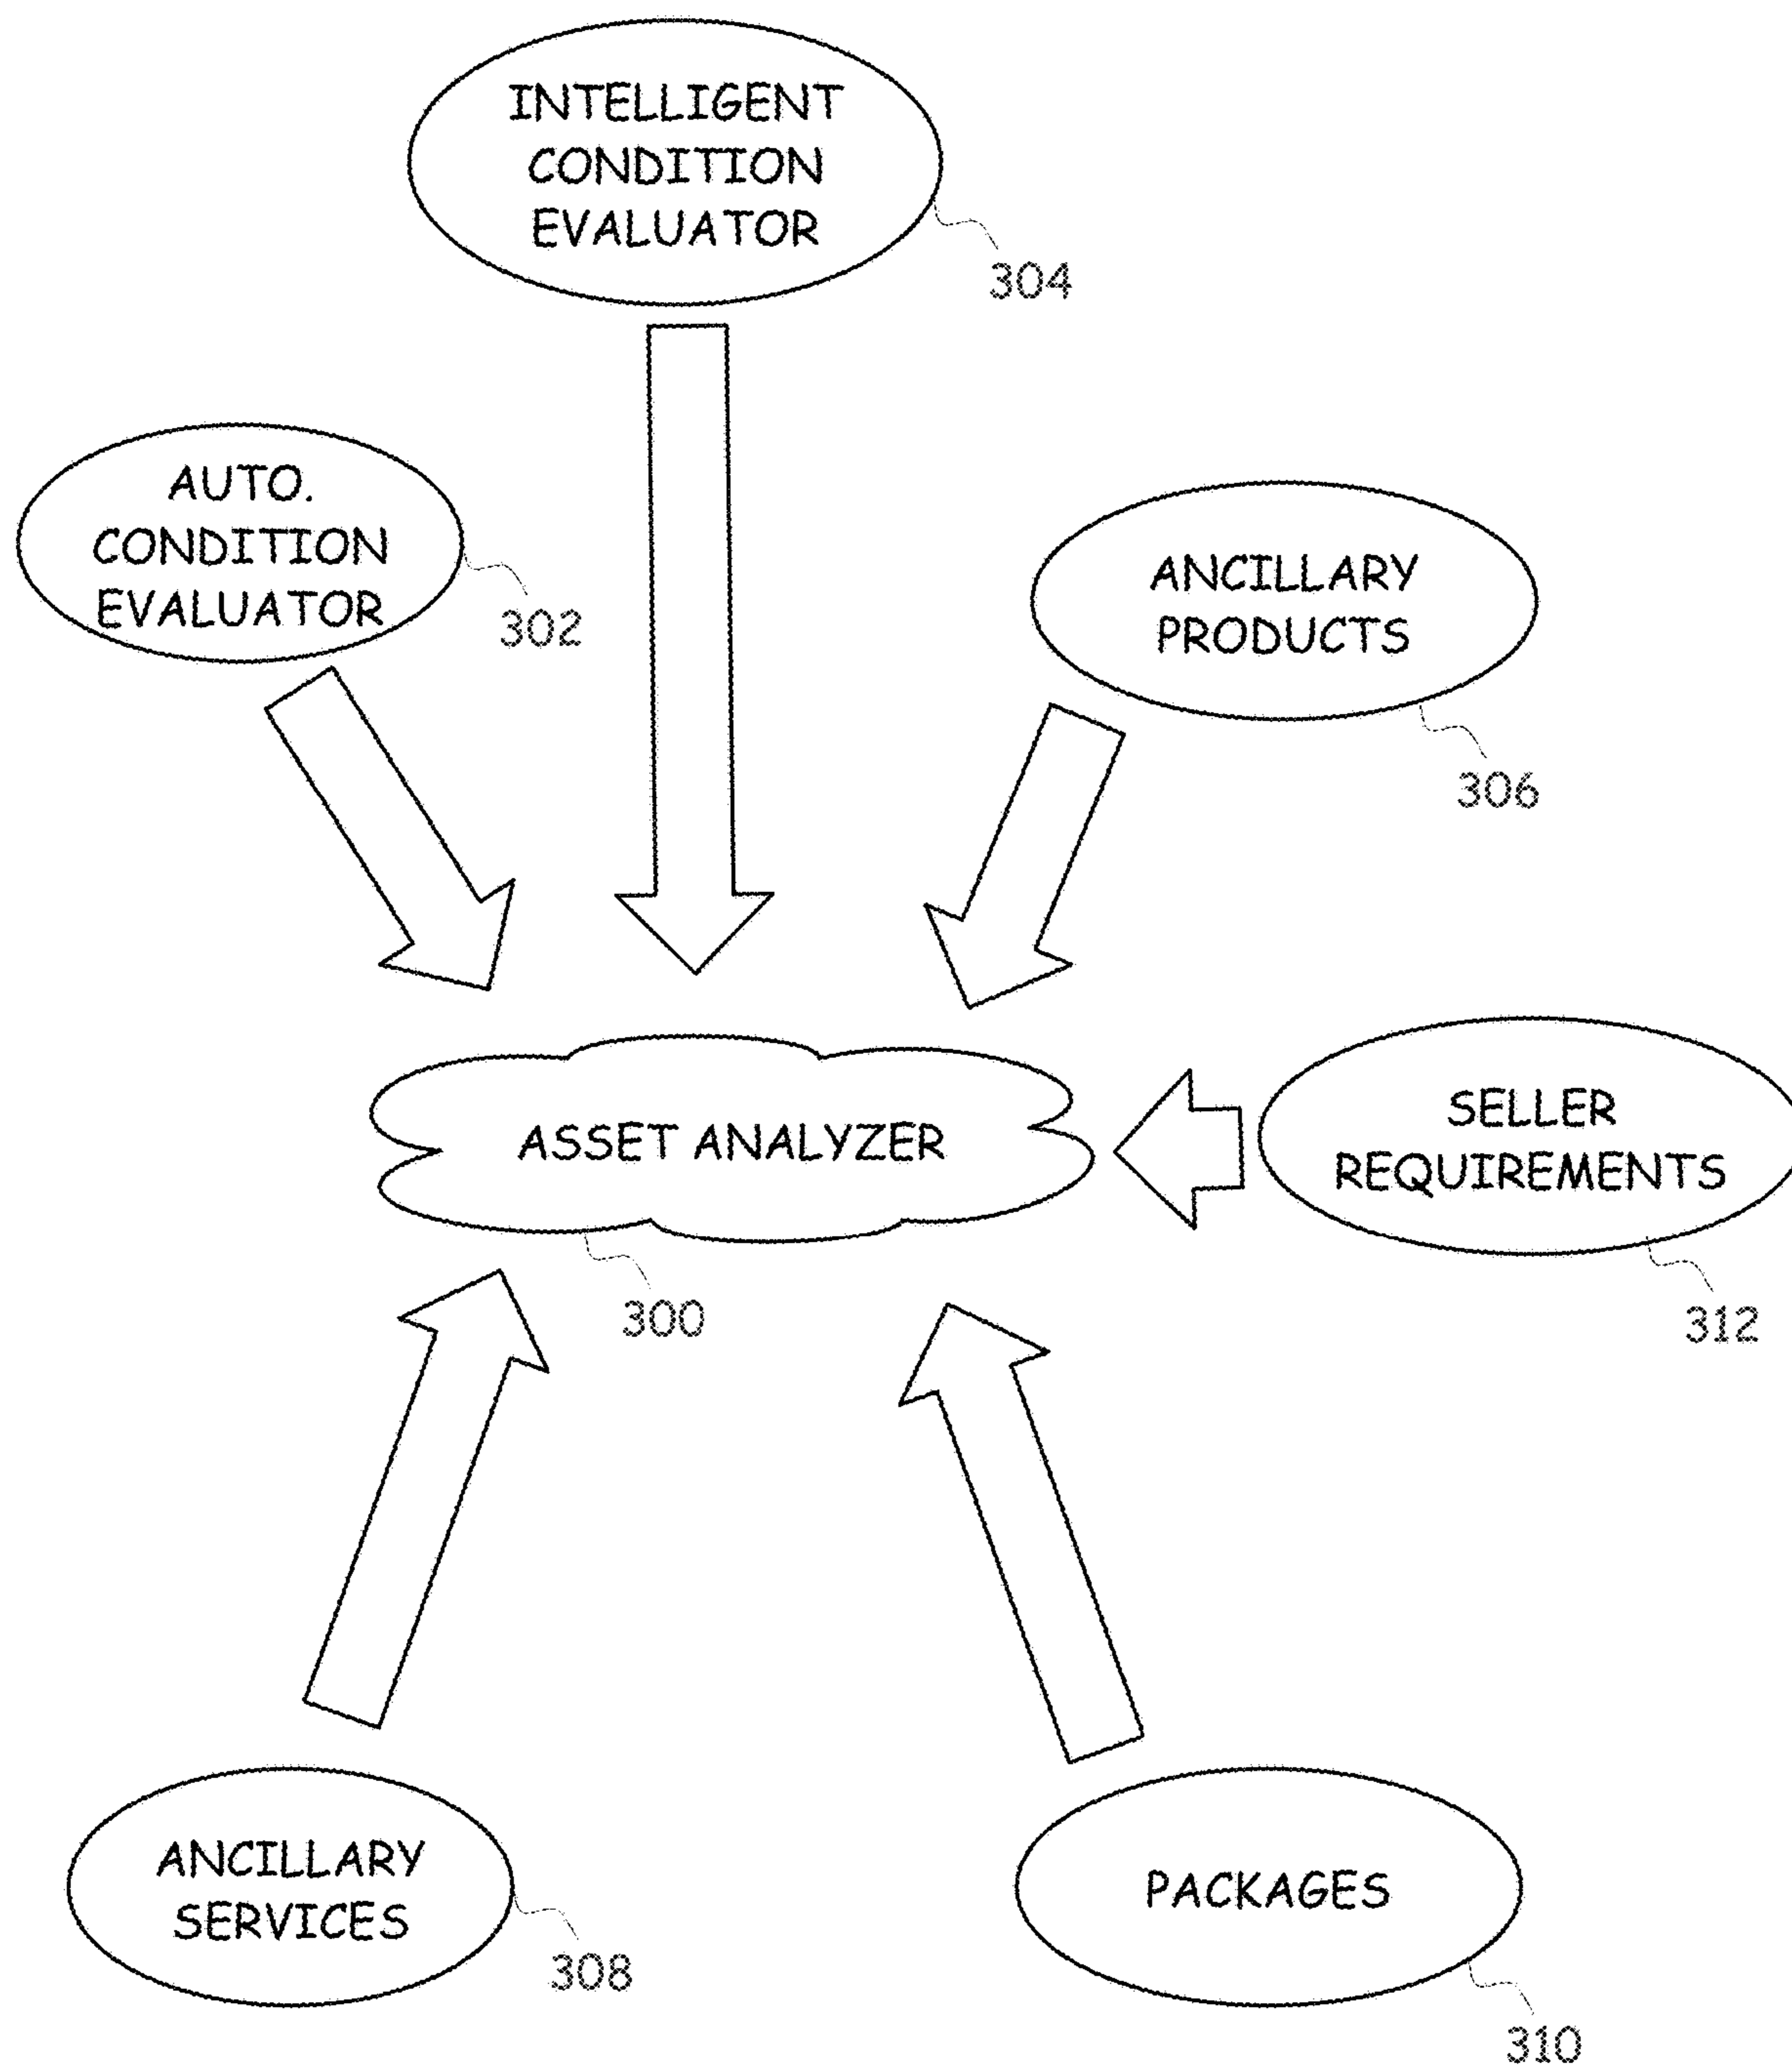 INTELLIGENT
CONDITION
EVALUATOR
304
AUTO.
CONDITION
EVALUATOR
302
ANCILLARY
PRODUCTS
306
ASSET ANALYZER
300
SELLER
REQUIREMENTS
312
ANCILLARY
SERVICES
308
PACKAGES
310